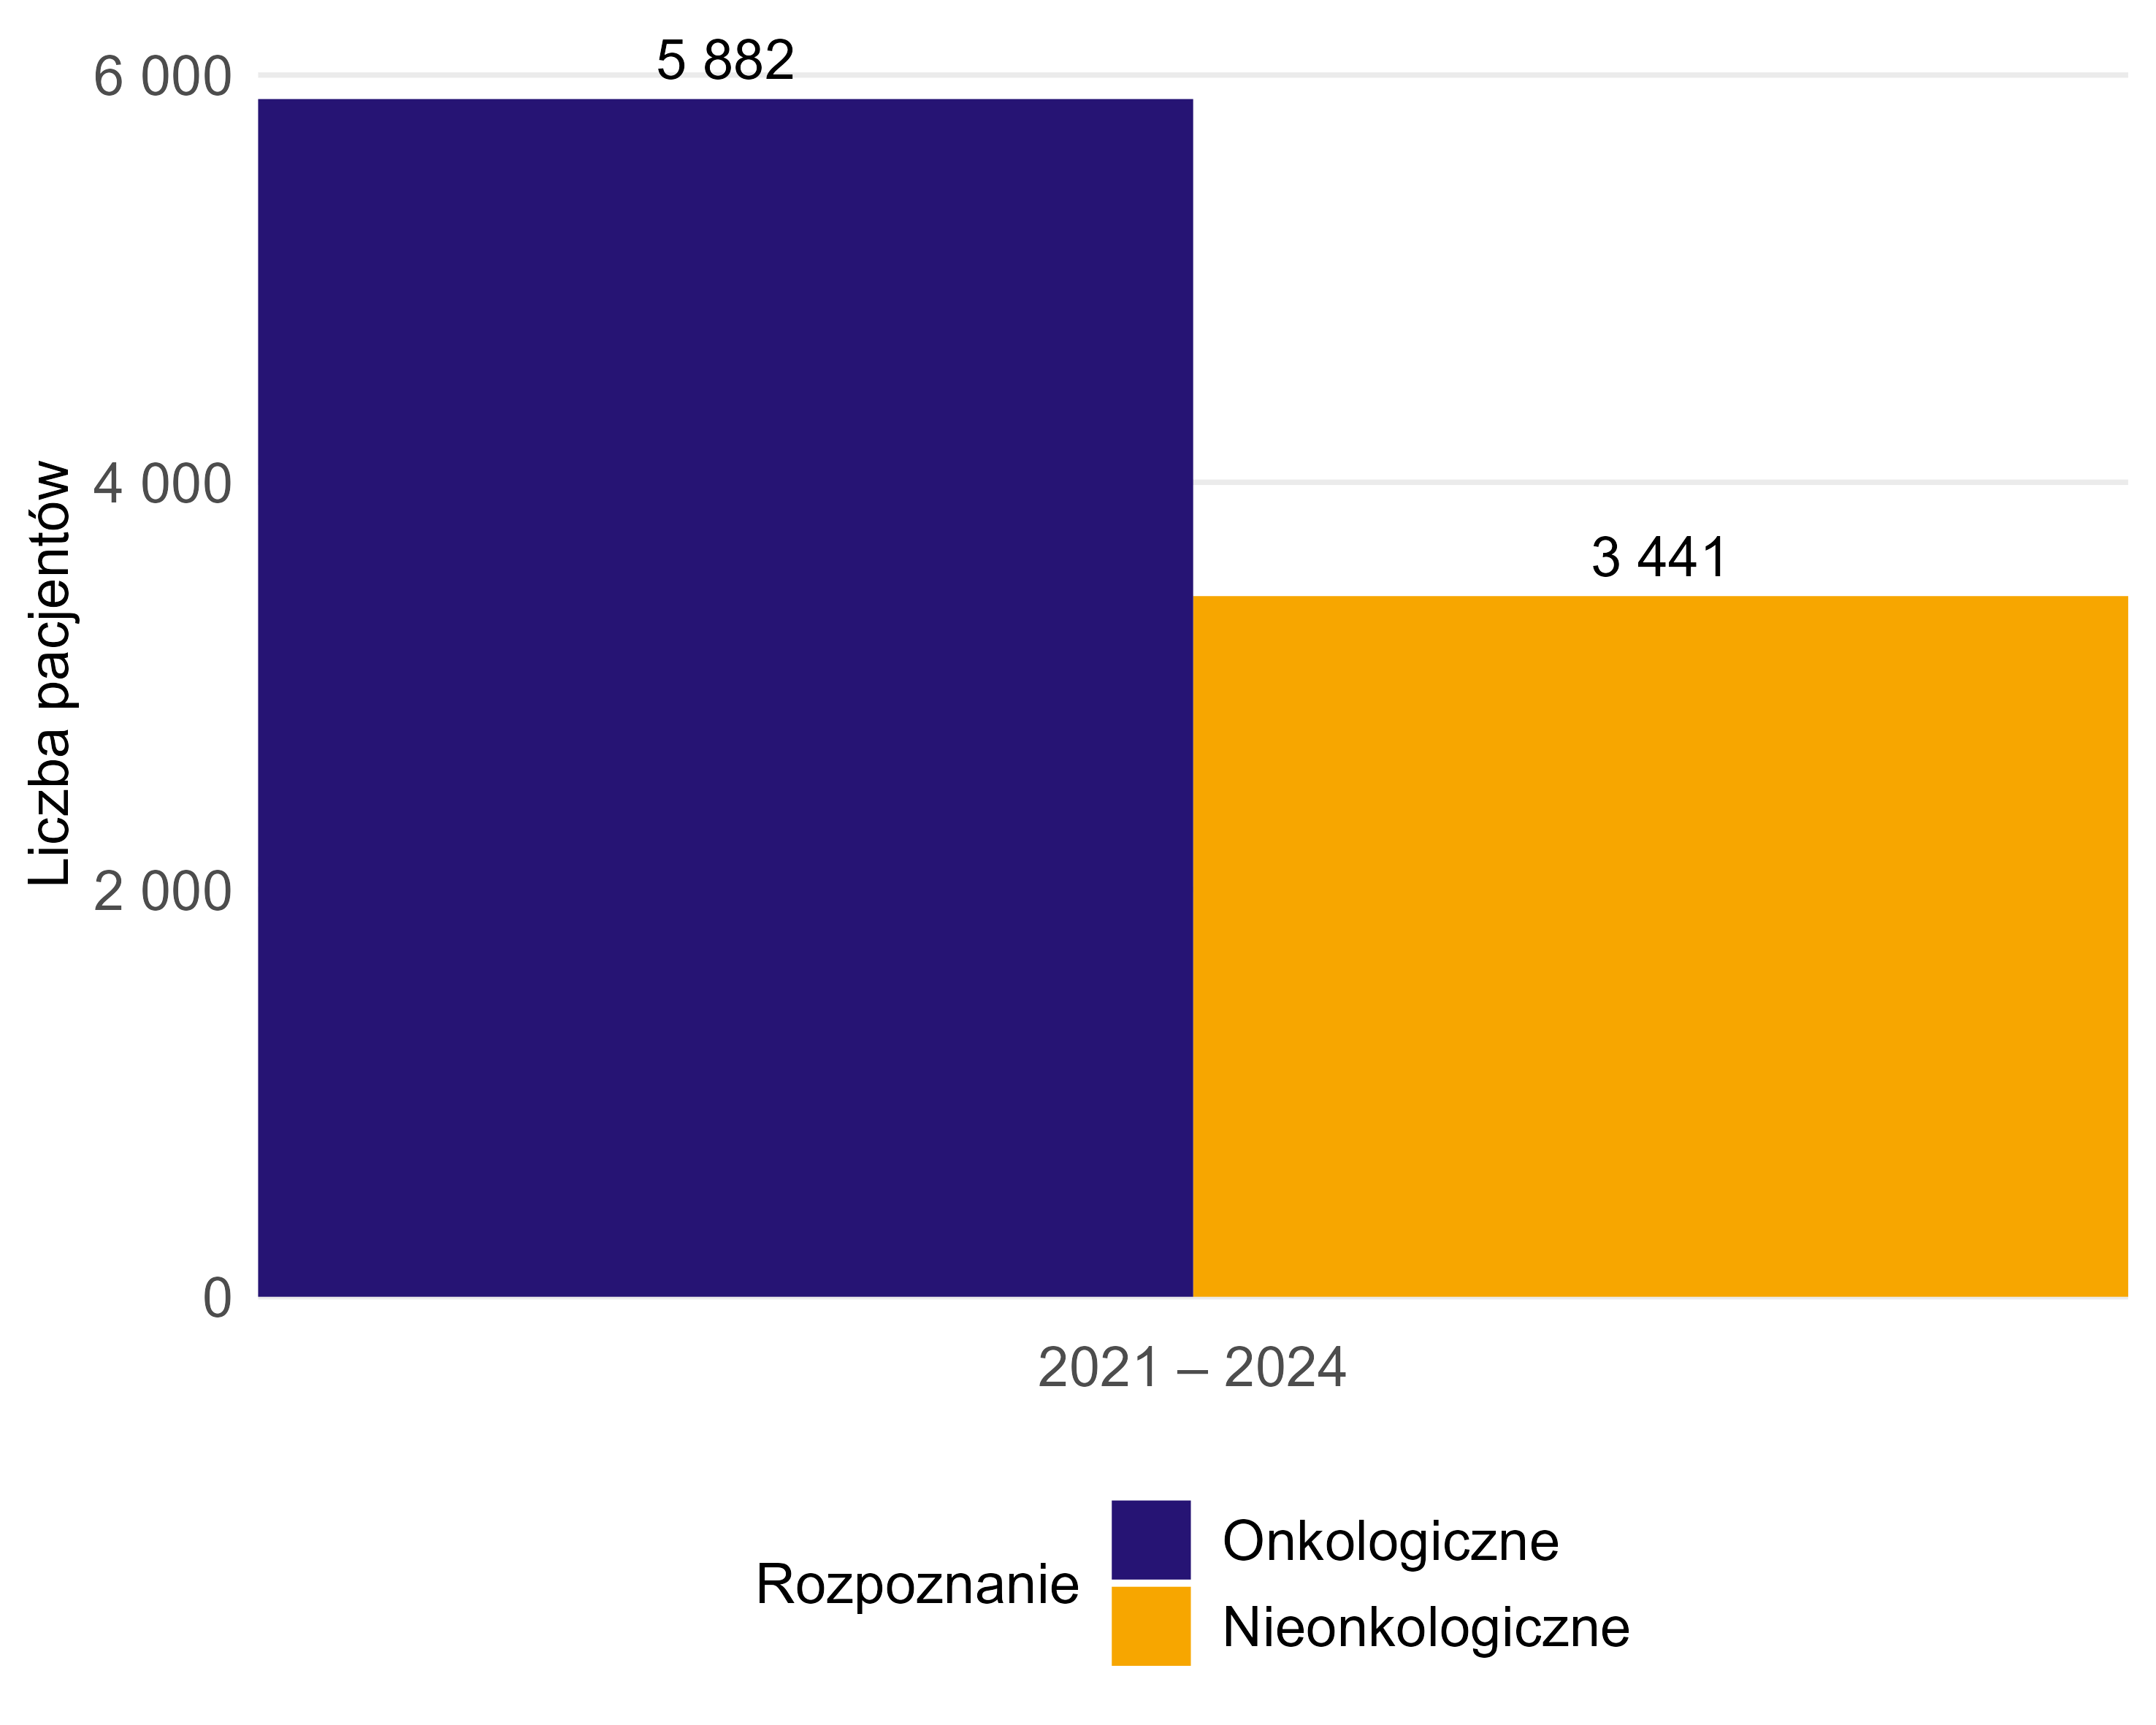 5 882
6 000
4 000
3 441
2 000
0
Liczba pacjentów
2021 – 2024
Rozpoznanie
Onkologiczne
Nieonkologiczne